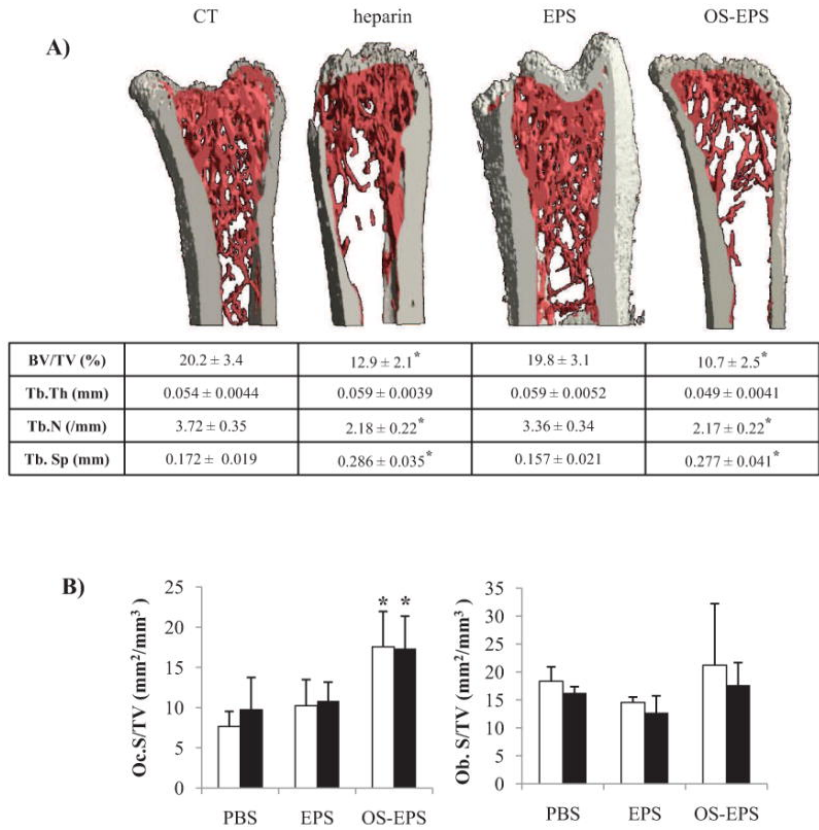 CT heparin EPS OS-EPS
A)
BV/TV (%) 20.2 ± 3.4 12.9 ± 2.1* 19.8 ± 3.1 10.7 ± 2.5*
Tb.Th (mm) 0.054 ± 0.0044 0.059 ± 0.0039 0.059 ± 0.0052 0.049 ± 0.0041
Tb.N (/mm) 3.72 ± 0.35 2.18 ± 0.22* 3.36 ± 0.34 2.17 ± 0.22*
Tb. Sp (mm) 0.172 ± 0.019 0.286 ± 0.035* 0.157 ± 0.021 0.277 ± 0.041*
B)
Oc.S/TV (mm²/mm³ )
25
20
15
10
5
0
* *
PBS EPS OS-EPS
Ob. S/TV (mm²/mm³ )
35
30
25
20
15
10
5
0
PBS EPS OS-EPS